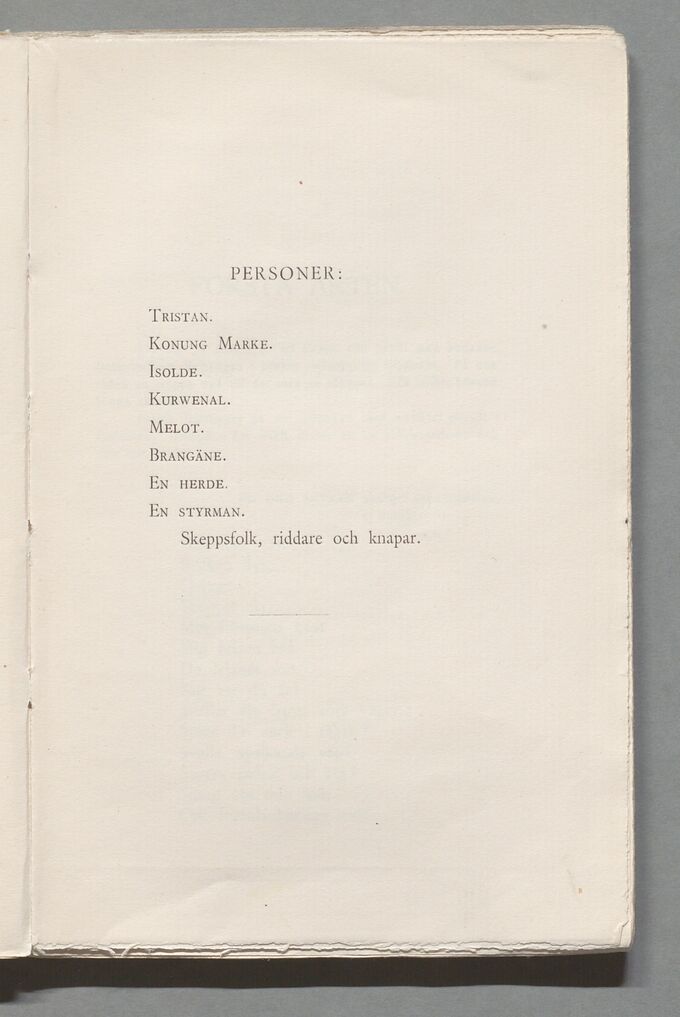 PERSONER:
Tristan.
Konung Marke.
Isolde.
Kurwenal.
Melot.
Brangäne.
En herde.
En styrman.
Skeppsfolk, riddare och knapar.